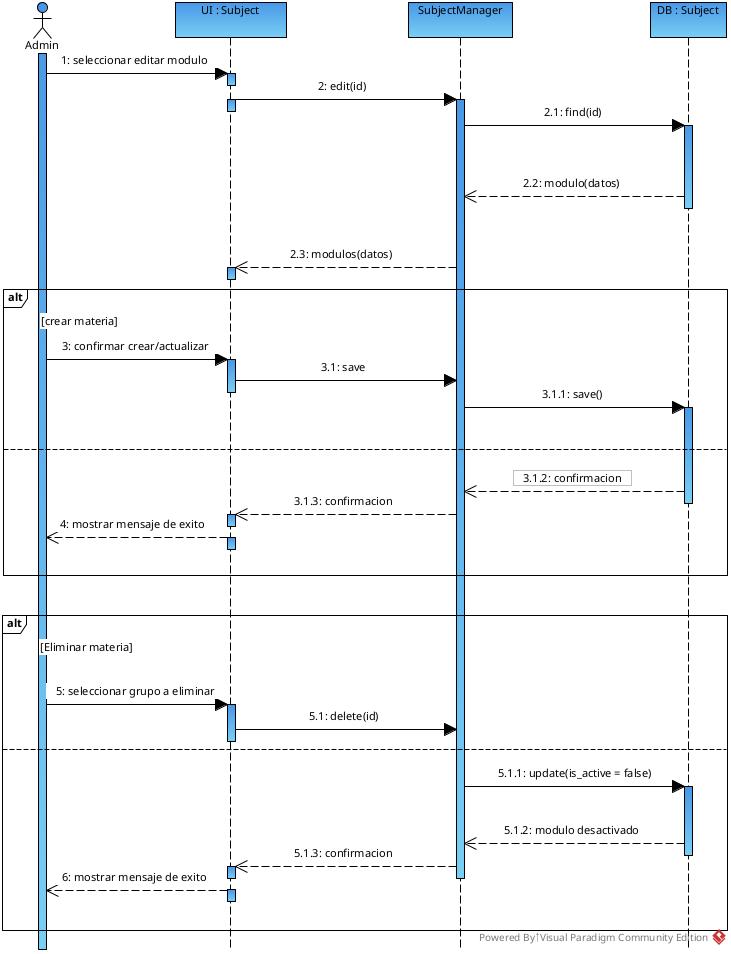 UI : Subject
SubjectManager
DB : Subject
Admin
1: seleccionar editar modulo
2: edit(id)
2.1: find(id)
2.2: modulo(datos)
2.3: modulos(datos)
alt
[crear materia]
3: confirmar crear/actualizar
3.1: save
3.1.1: save()
3.1.2: confirmacion
3.1.3: confirmacion
4: mostrar mensaje de exito
alt
[Eliminar materia]
5: seleccionar grupo a eliminar
5.1: delete(id)
5.1.1: update(is_active = false)
5.1.2: modulo desactivado
5.1.3: confirmacion
6: mostrar mensaje de exito
Powered By Visual Paradigm Community Edition